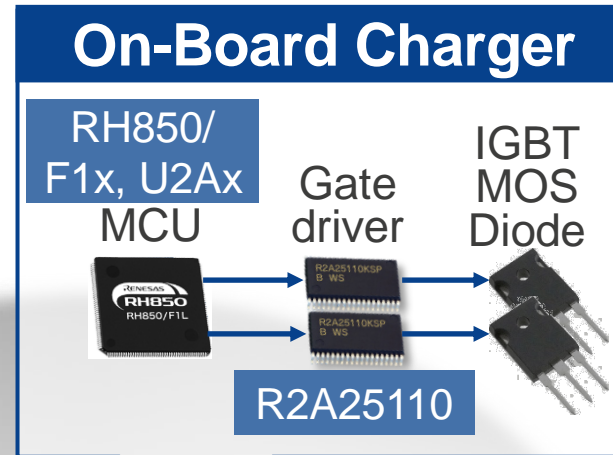 On-Board Charger
RH850/
F1x, U2Ax
MCU
Gate
driver
IGBT
MOS
Diode
RENESAS
RH850
RH850/F1L
R2A25110KSP
B WS
R2A25110KSP
B WS
R2A25110